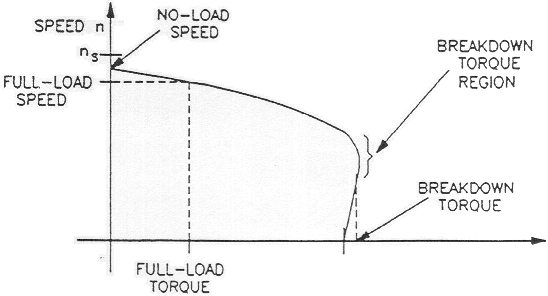 SPEED n
NO-LOAD
SPEED
ns
FULL-LOAD
SPEED
BREAKDOWN
TORQUE
REGION
BREAKDOWN
TORQUE
FULL-LOAD
TORQUE